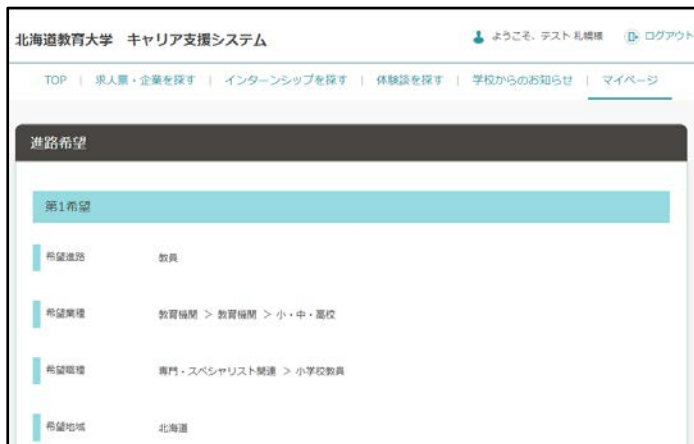 北海道教育大学 キャリア支援システム
ようこそ、テスト 札幌様 ログアウト
TOP | 求人票・企業を探す | インターンシップを探す | 体験談を探す | 学校からのお知らせ | マイページ
進路希望
第1希望
希望進路 教員
希望業種 教育機関 > 教育機関 > 小・中・高校
希望職種 専門・スペシャリスト関連 > 小学校教員
希望地域 北海道